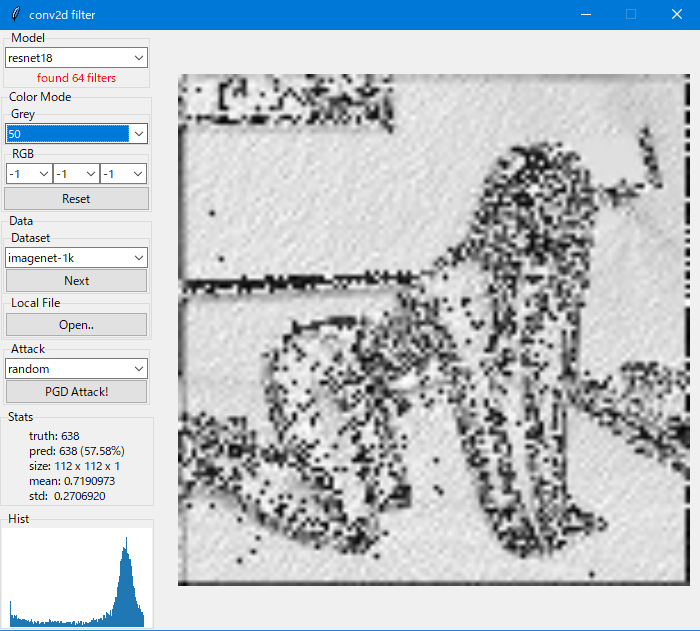 conv2d filter
Model
resnet18
found 64 filters
Color Mode
Grey
50
RGB
-1 -1 -1
Reset
Data
Dataset
imagenet-1k
Next
Local File
Open..
Attack
random
PGD Attack!
Stats
truth: 638
pred: 638 (57.58%)
size: 112 x 112 x 1
mean: 0.7190973
std: 0.2706920
Hist